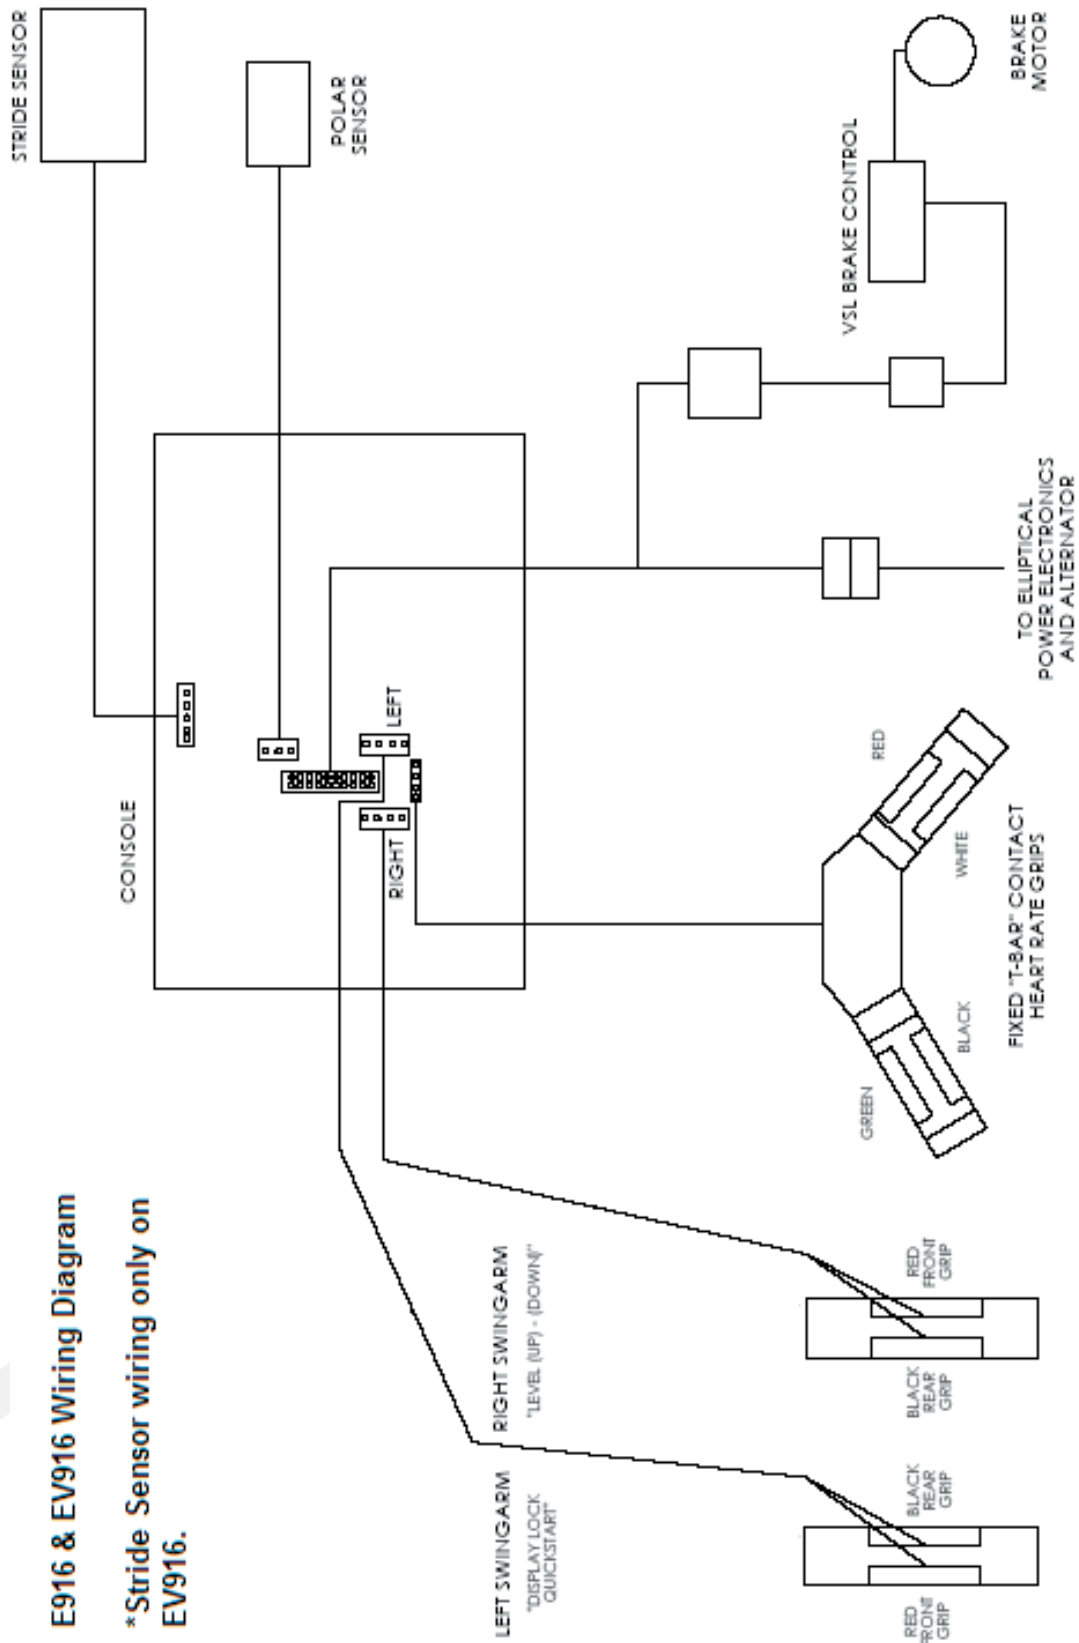 E916 & EV916 Wiring Diagram
*Stride Sensor wiring only on
EV916.
STRIDE SENSOR
POLAR
SENSOR
CONSOLE
LEFT
RIGHT
VSL BRAKE CONTROL
BRAKE
MOTOR
TO ELLIPTICAL
POWER ELECTRONICS
AND ALTERNATOR
RED
WHITE
GREEN
BLACK
FIXED "T-BAR" CONTACT
HEART RATE GRIPS
LEFT SWINGARM
"DISPLAY LOCK
QUICKSTART"
RIGHT SWINGARM
"LEVEL (UP) - (DOWN)"
RED
FRONT
GRIP
BLACK
REAR
GRIP
BLACK
REAR
GRIP
RED
FRONT
GRIP